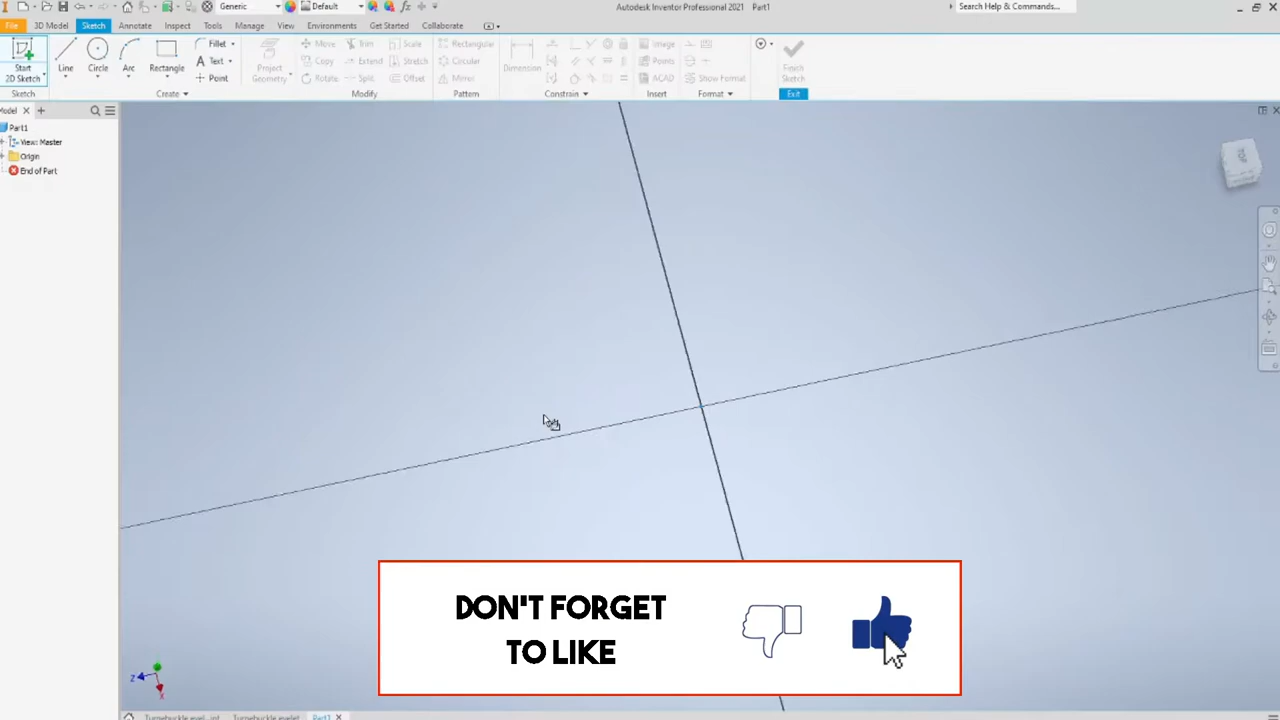 Generic
Default
Autodesk Inventor Professional 2021 Part1
Search Help & Commands...
File 3D Model Sketch Annotate Inspect Tools Manage View Environments Get Started Collaborate
Start
2D Sketch
Line
Circle
Arc
Rectangle
Fillet
Text
Point
Project
Geometry
Move
Copy
Rotate
Trim
Extend
Split
Scale
Stretch
Offset
Rectangular
Circular
Mirror
Dimension
Image
Points
ACAD
Show Format
Finish
Sketch
Sketch Create Modify Pattern Constrain Insert Format Exit
Model
Part1
View: Master
Origin
End of Part
DON'T FORGET
TO LIKE
Z
X
Turnebuckle eyelet
Part1